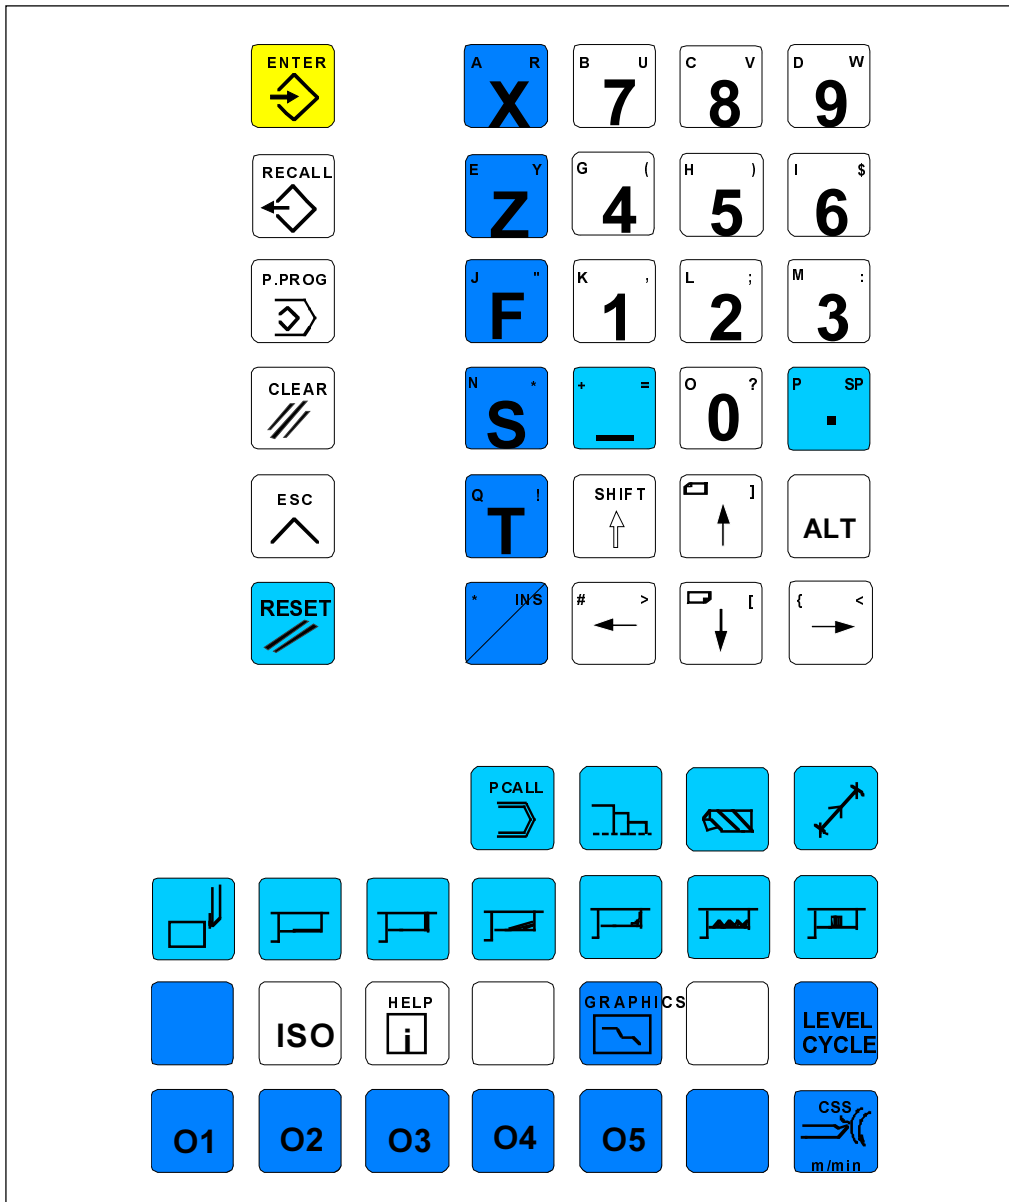 ENTER
A R
X
B U
7
C V
8
D W
9
RECALL
E Y
Z
G (
4
H )
5
I $
6
P.PROG
J "
F
K ,
1
L ;
2
M :
3
CLEAR
N *
S
+ =
_
O ?
0
P SP
.
ESC
Q !
T
SHIFT
]
ALT
RESET
* INS
# >
[
{ <
PCALL
ISO
HELP
i
GRAPHICS
LEVEL
CYCLE
O1
O2
O3
O4
O5
CSS
m/min